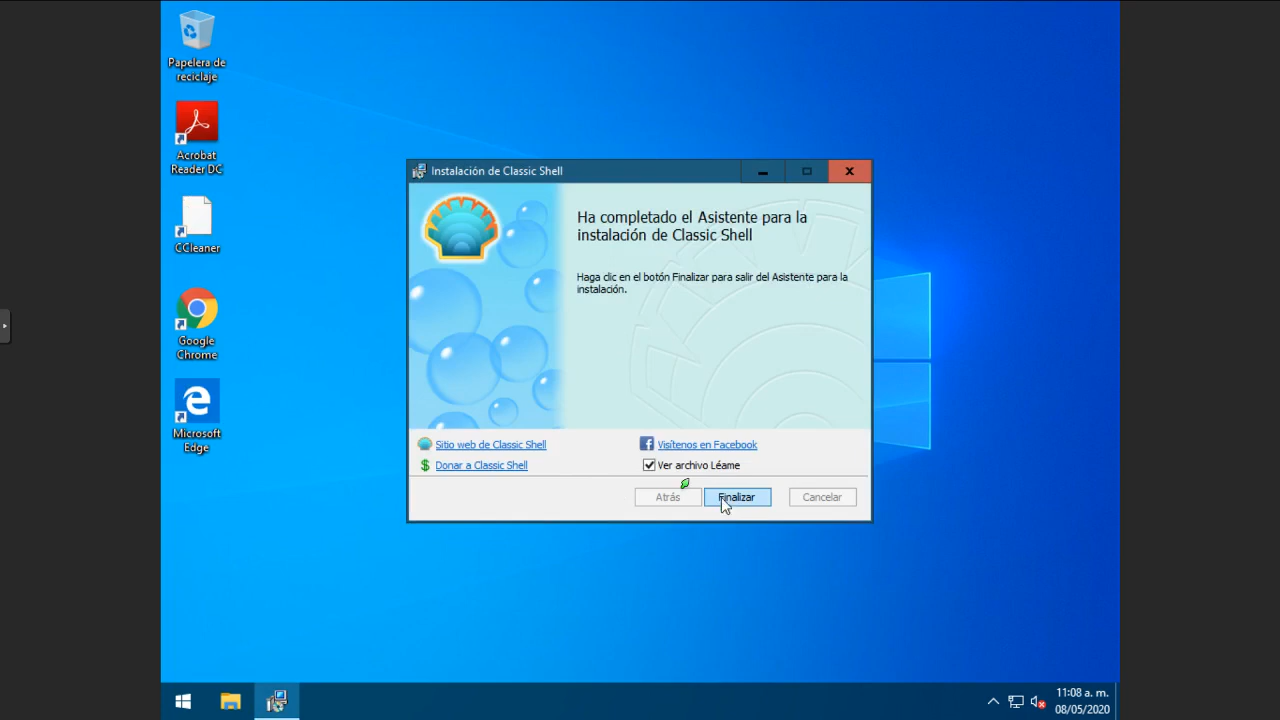 Papelera de
reciclaje
Acrobat
Reader DC
CCleaner
Google
Chrome
Microsoft
Edge
Instalación de Classic Shell
Ha completado el Asistente para la
instalación de Classic Shell
Haga clic en el botón Finalizar para salir del Asistente para la
instalación.
Sitio web de Classic Shell
Visítenos en Facebook
Donar a Classic Shell
Ver archivo Léame
Atrás
Finalizar
Cancelar
11:08 a. m.
08/05/2020